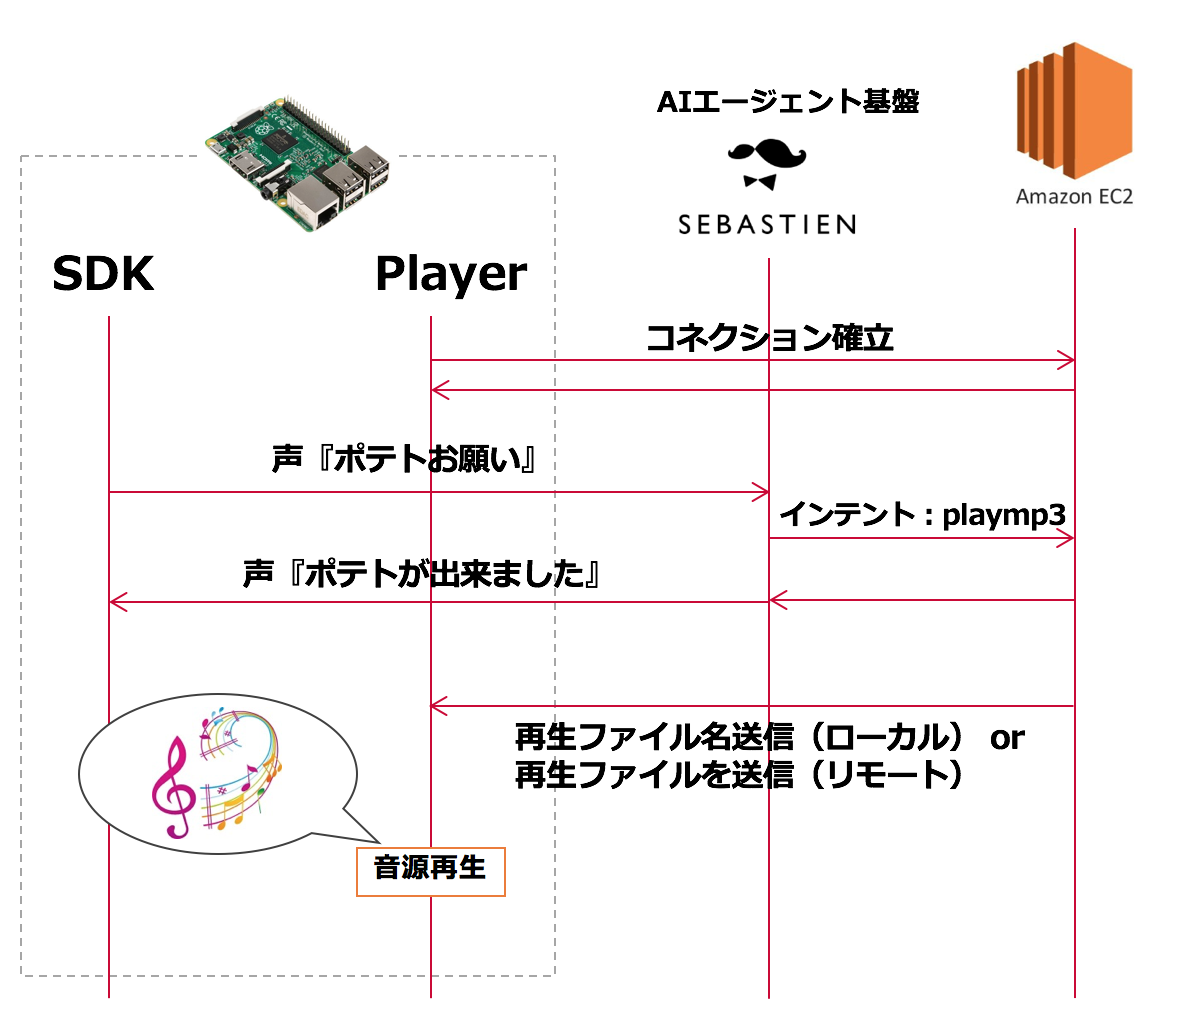 AIエージェント基盤
SEBASTIEN
Amazon EC2
SDK
Player
コネクション確立
声『ポテトお願い』
インテント：playmp3
声『ポテトが出来ました』
再生ファイル名送信（ローカル） or
再生ファイルを送信（リモート）
音源再生